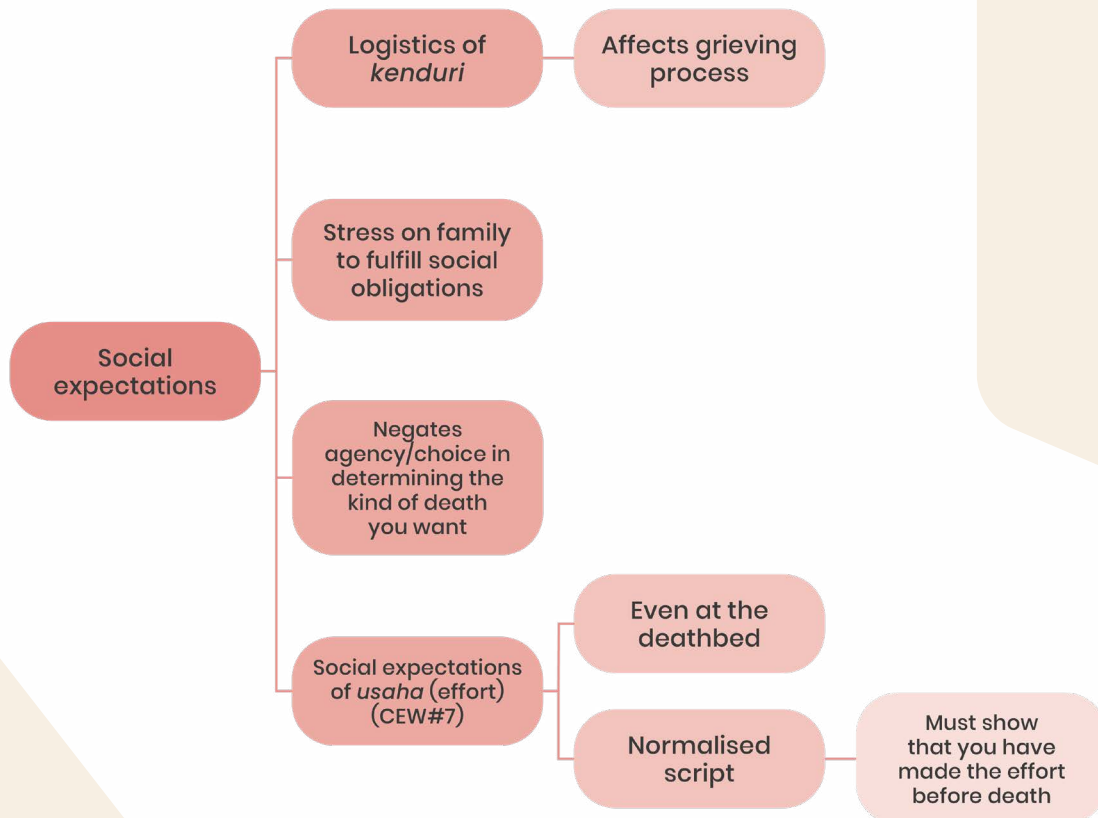 Logistics of
kenduri
Affects grieving
process
Stress on family
to fulfill social
obligations
Social
expectations
Negates
agency/choice in
determining the
kind of death
you want
Even at the
deathbed
Social expectations
of usaha (effort)
(CEW#7)
Normalised
script
Must show
that you have
made the effort
before death